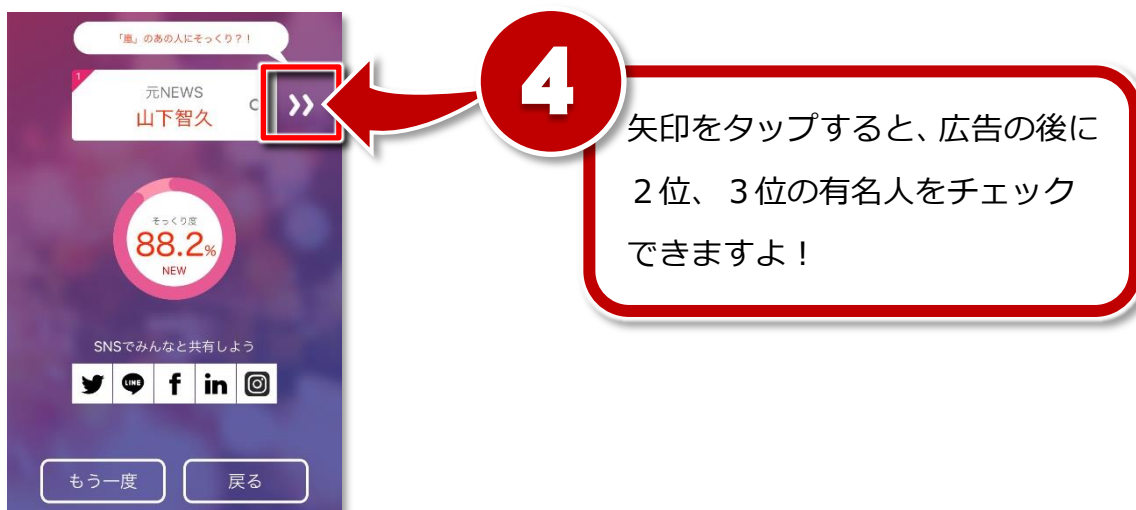 「嵐」のあの人にそっくり？！
1
元NEWS
山下智久
C
4
矢印をタップすると、広告の後に
２位、３位の有名人をチェック
できますよ！
そっくり度
88.2%
NEW
SNSでみんなと共有しよう
LINE
f
in
もう一度
戻る